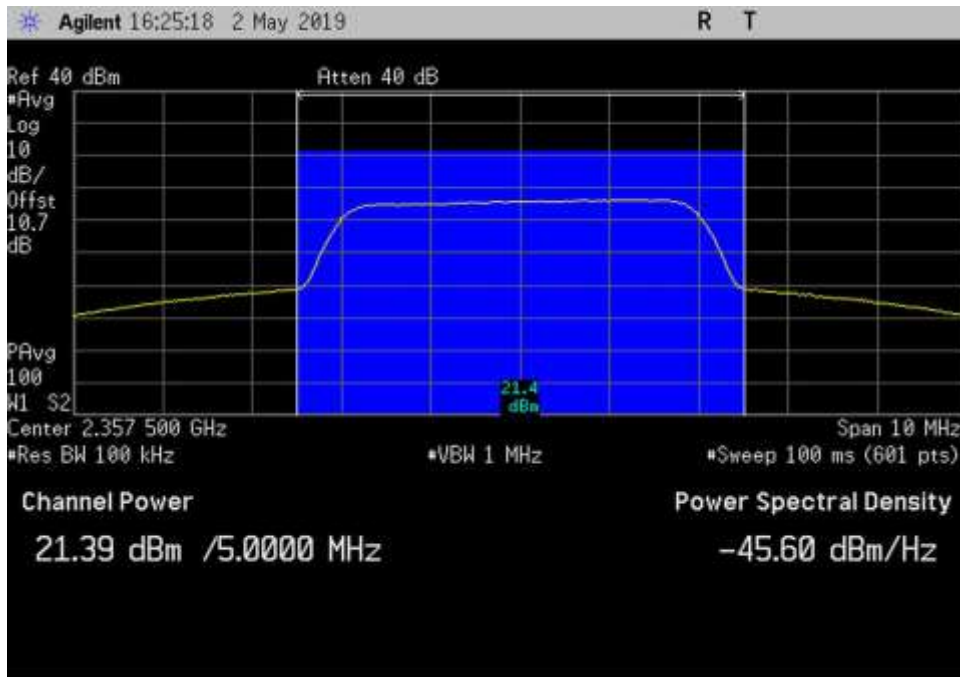 Agilent 16:25:18 2 May 2019 R T
Ref 40 dBm Atten 40 dB
#Avg
Log
10
dB/
Offst
10.7
dB
PAvg
100
W1 S2
21.4
dBm
Center 2.357 500 GHz Span 10 MHz
#Res BW 100 kHz #VBW 1 MHz #Sweep 100 ms (601 pts)
Channel Power Power Spectral Density
21.39 dBm /5.0000 MHz -45.60 dBm/Hz